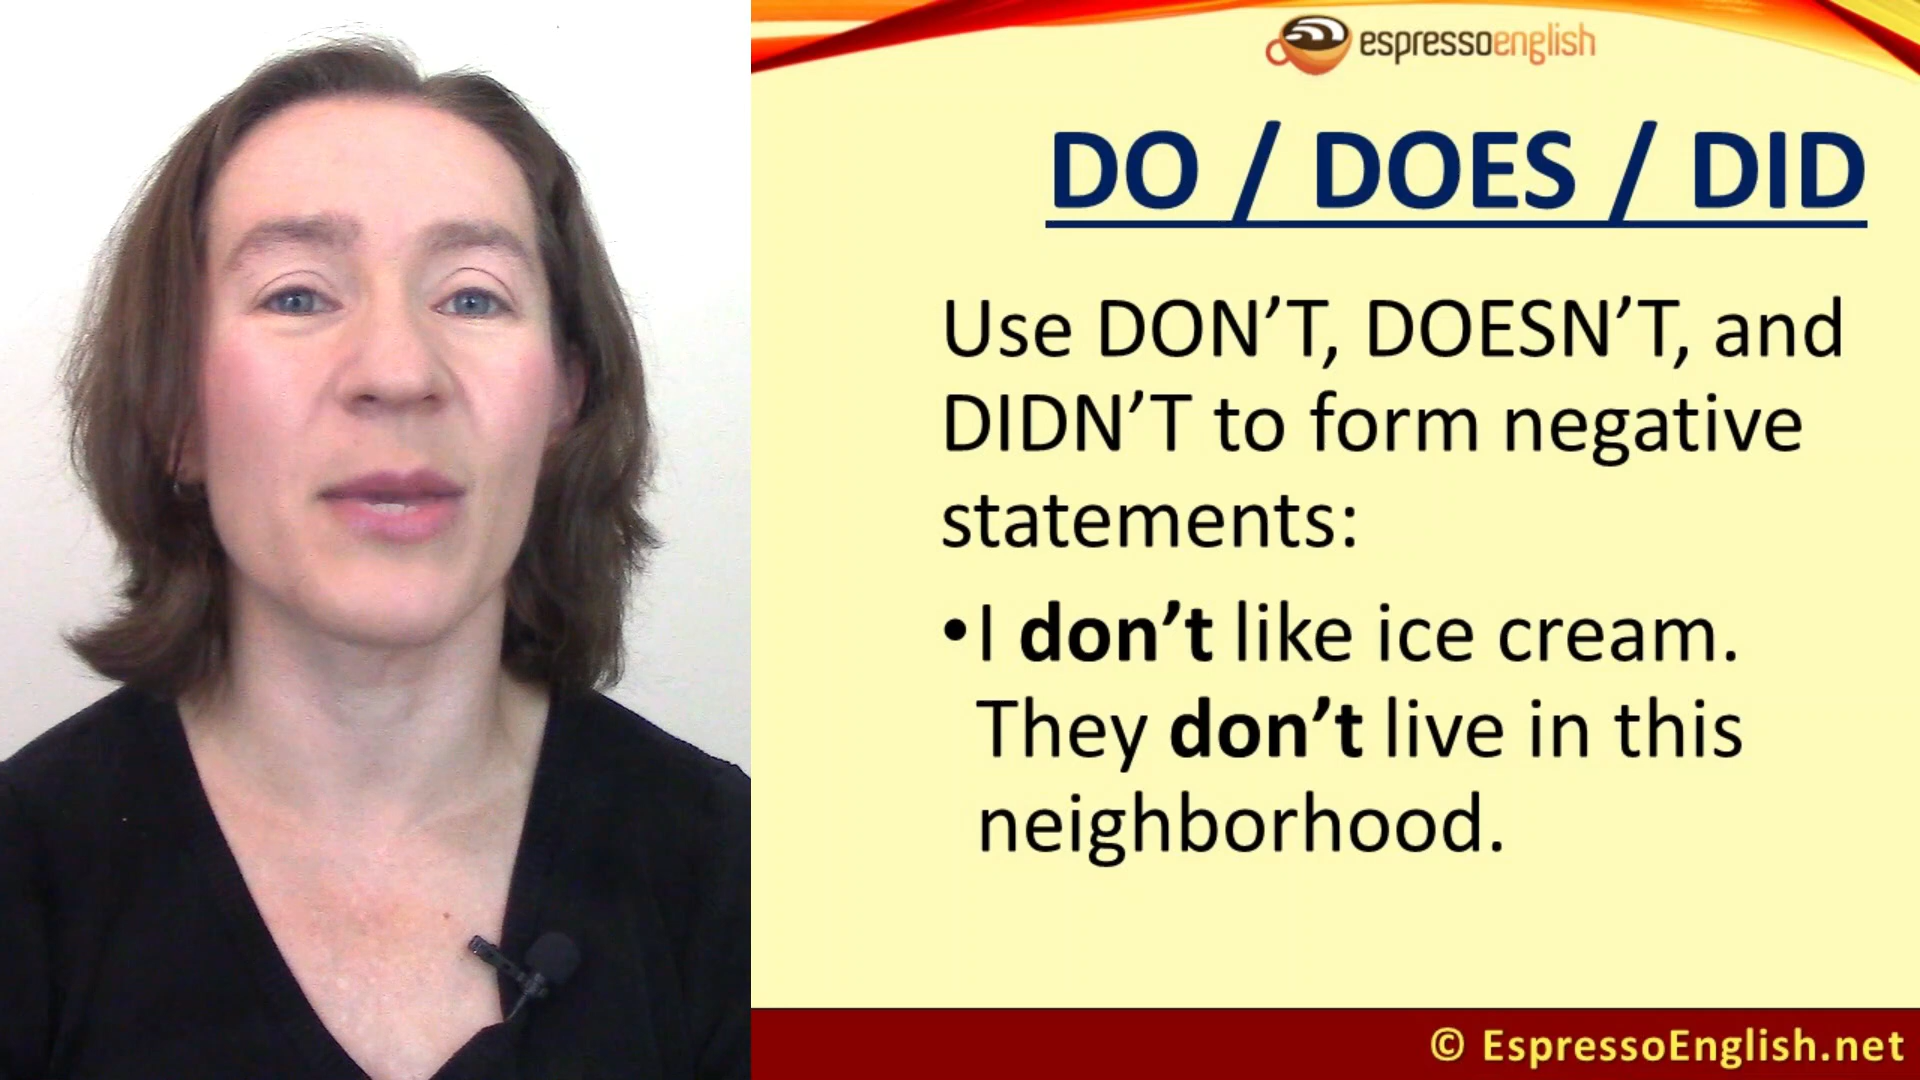 espressoenglish
DO / DOES / DID
Use DON’T, DOESN’T, and
DIDN’T to form negative
statements:
•I don’t like ice cream.
They don’t live in this
neighborhood.
© EspressoEnglish.net